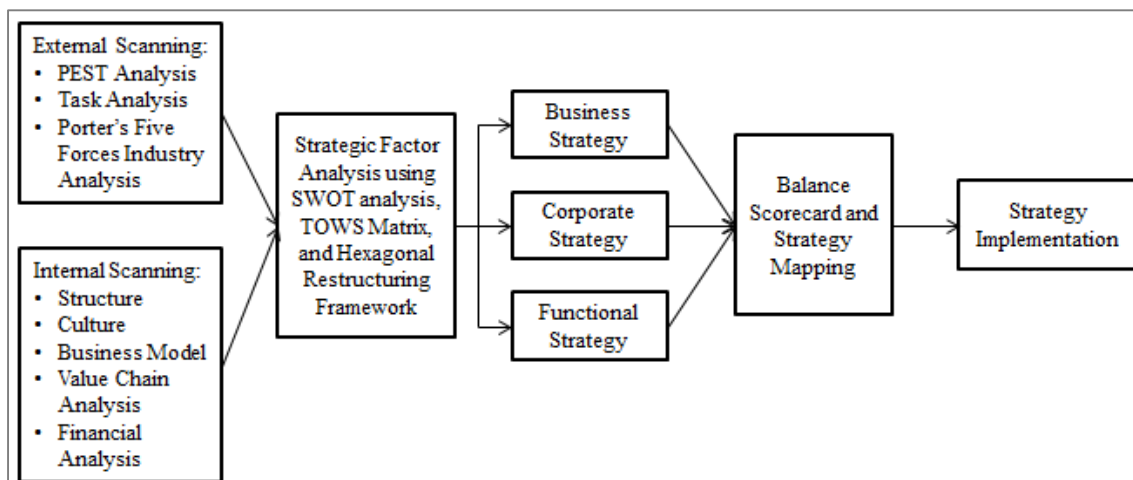 External Scanning:
• PEST Analysis
• Task Analysis
• Porter's Five
Forces Industry
Analysis
Internal Scanning:
• Structure
• Culture
• Business Model
• Value Chain
Analysis
• Financial
Analysis
Strategic Factor
Analysis using
SWOT analysis,
TOWS Matrix,
and Hexagonal
Restructuring
Framework
Business
Strategy
Corporate
Strategy
Functional
Strategy
Balance
Scorecard and
Strategy
Mapping
Strategy
Implementation